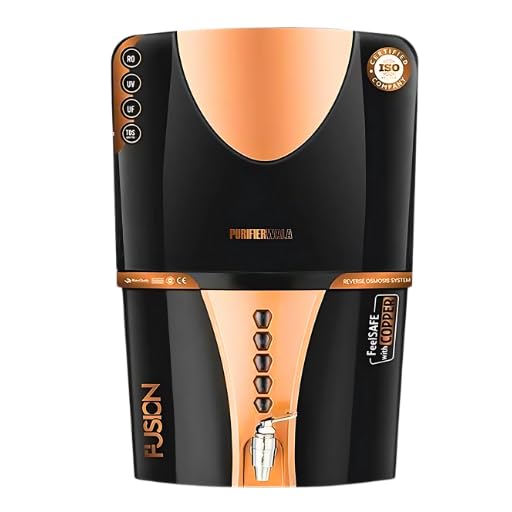 RO
UV
UF
TDS
CERTIFIED
ISO
COMPANY
PURIFIERWALA
CE
REVERSE OSMOSIS SYSTEM
FeelSAFE
with COPPER
FUSION